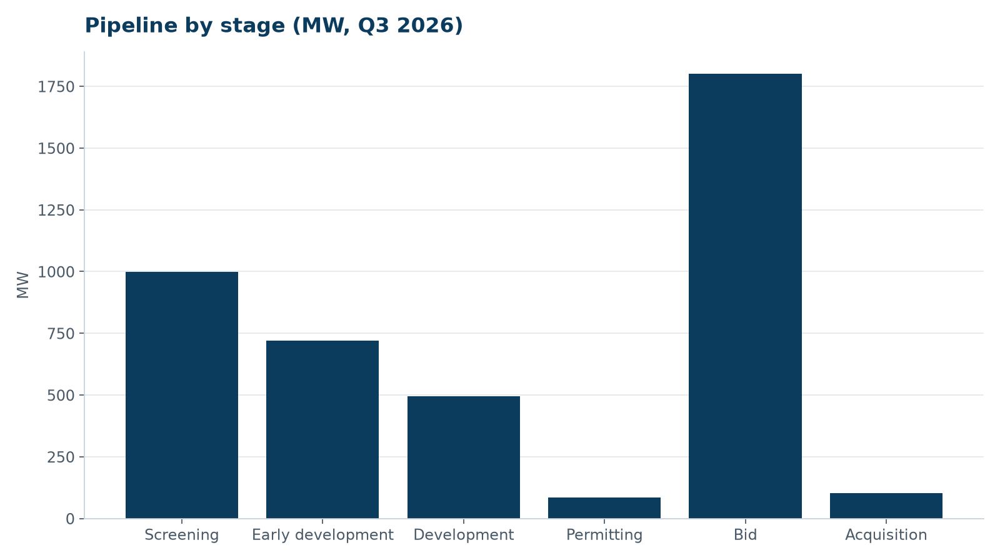 Pipeline by stage (MW, Q3 2026)
MW
1750
1500
1250
1000
750
500
250
0
Screening
Early development
Development
Permitting
Bid
Acquisition